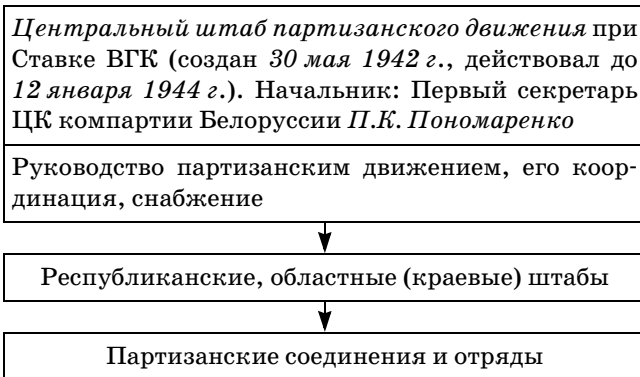 Центральный штаб партизанского движения при
Ставке ВГК (создан 30 мая 1942 г., действовал до
12 января 1944 г.). Начальник: Первый секретарь
ЦК компартии Белоруссии П.К. Пономаренко
Руководство партизанским движением, его коор-
динация, снабжение
Республиканские, областные (краевые) штабы
Партизанские соединения и отряды